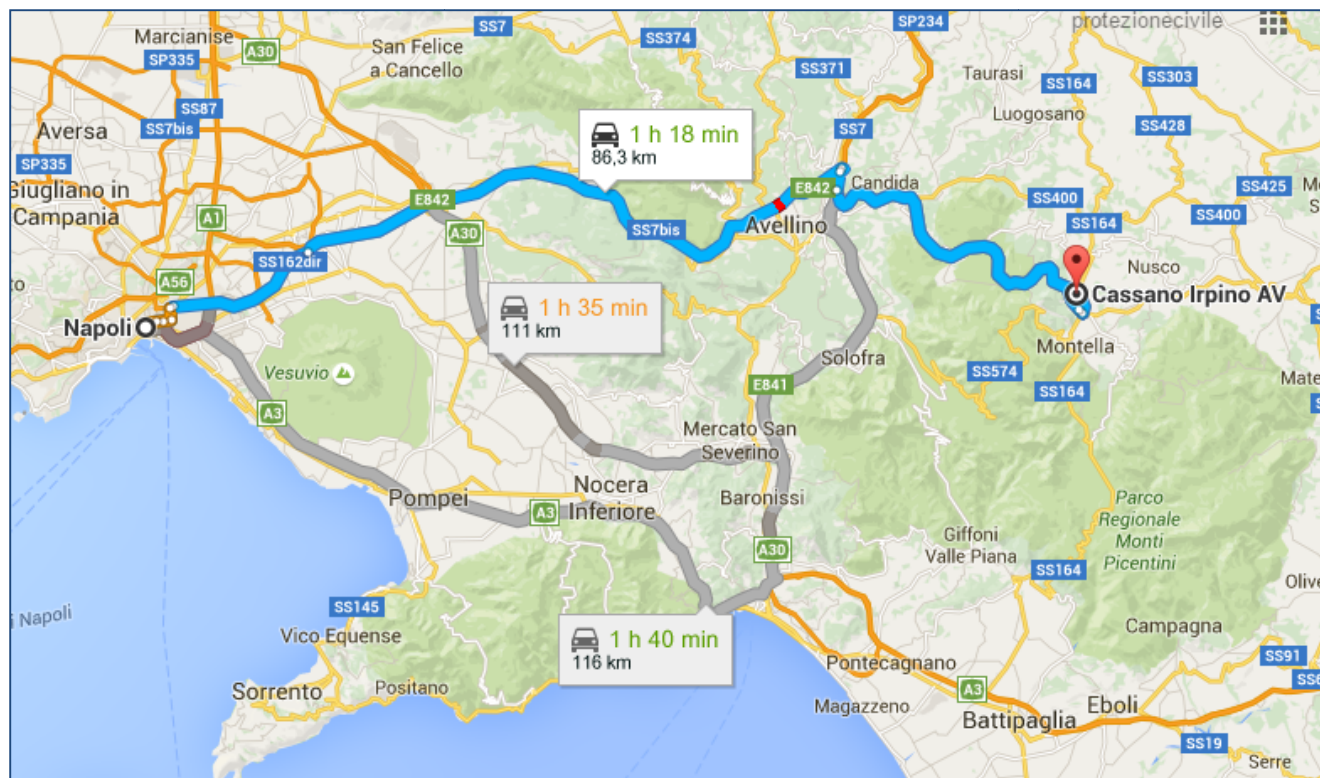 protezionecivile
Marcianise
SS7
SP234
A30
San Felice
a Cancello
SS374
SP335
SS371
Taurasi
SS164
SS303
SS87
Luogosano
Aversa
SS7bis
SS7
SS428
1 h 18 min
86,3 km
SP335
Giugliano in
Campania
E842
E842
Candida
SS400
SS425
A1
SS164
SS400
A30
SS7bis
Avellino
SS162dir
A56
Nusco
Napoli
Cassano Irpino AV
1 h 35 min
111 km
Montella
Solofra
Vesuvio
SS574
E841
SS164
A3
Mercato San
Severino
Pompei
Nocera
Inferiore
Baronissi
A3
Parco
Regionale
Monti
Picentini
Giffoni
Valle Piana
A30
SS164
SS145
di Napoli
Vico Equense
1 h 40 min
116 km
Campagna
SS91
Pontecagnano
Sorrento
Positano
A3
Magazzeno
Eboli
Battipaglia
SS19
Serre